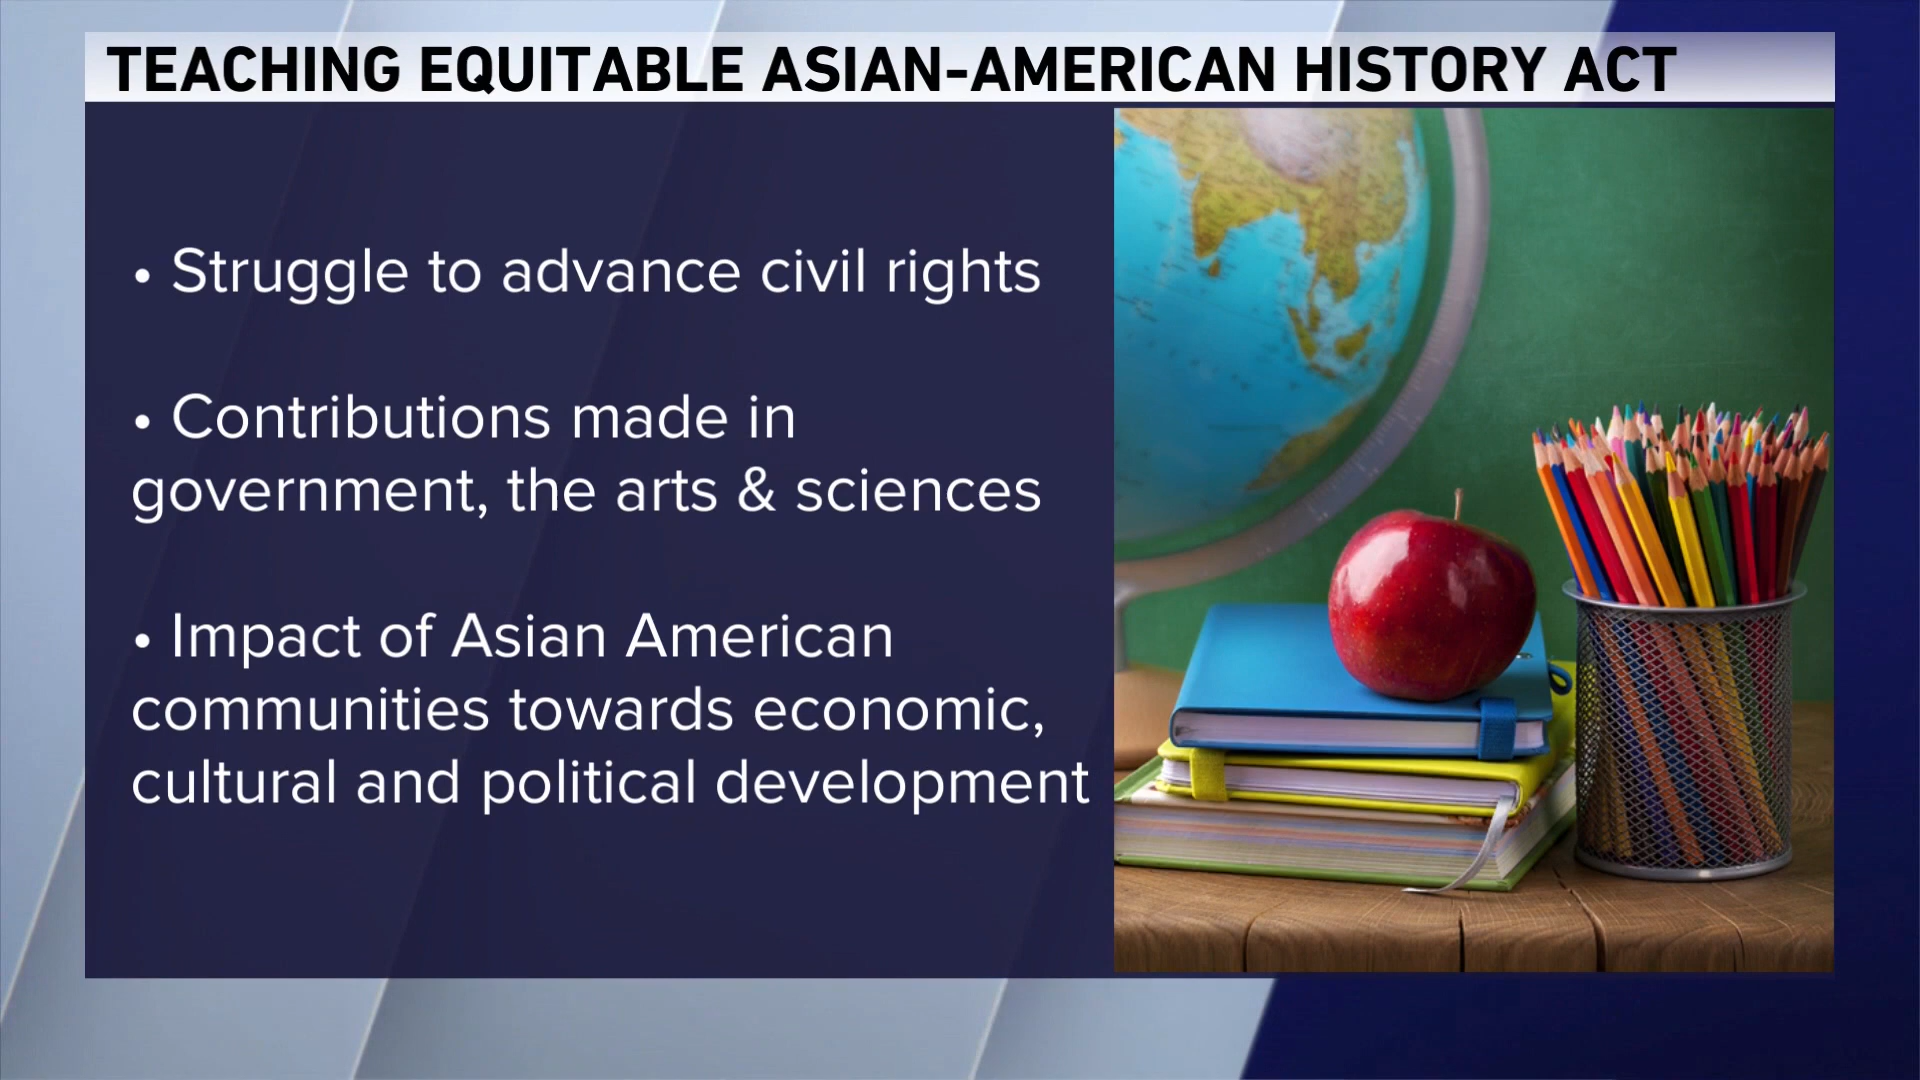 TEACHING EQUITABLE ASIAN-AMERICAN HISTORY ACT
• Struggle to advance civil rights
• Contributions made in
government, the arts & sciences
• Impact of Asian American
communities towards economic,
cultural and political development